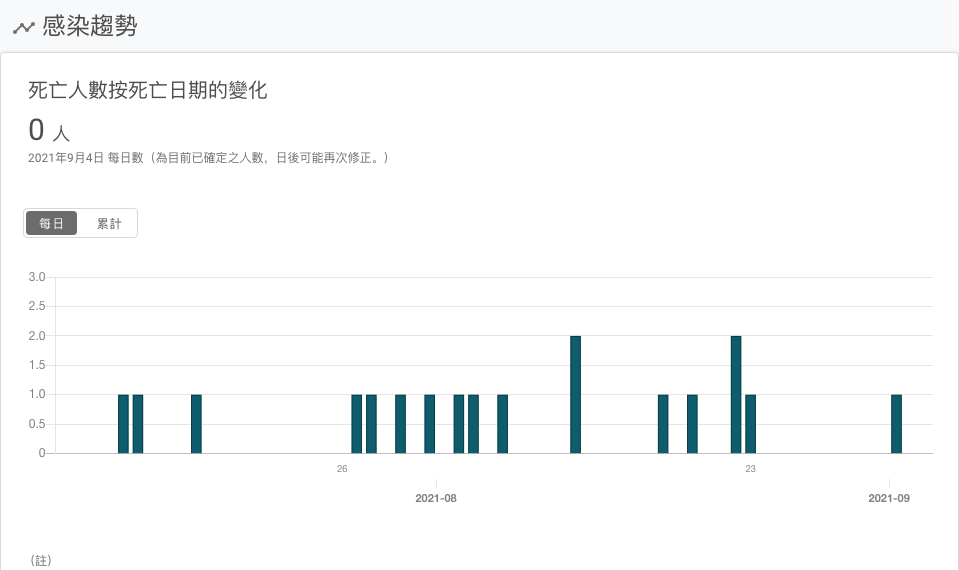 感染趨勢
死亡人數按死亡日期的變化
0 人
2021年9月4日 每日數（為目前已確定之人數，日後可能再次修正。）
每日 累計
3.0
2.5
2.0
1.5
1.0
0.5
0
26 23
2021-08 2021-09
（註）